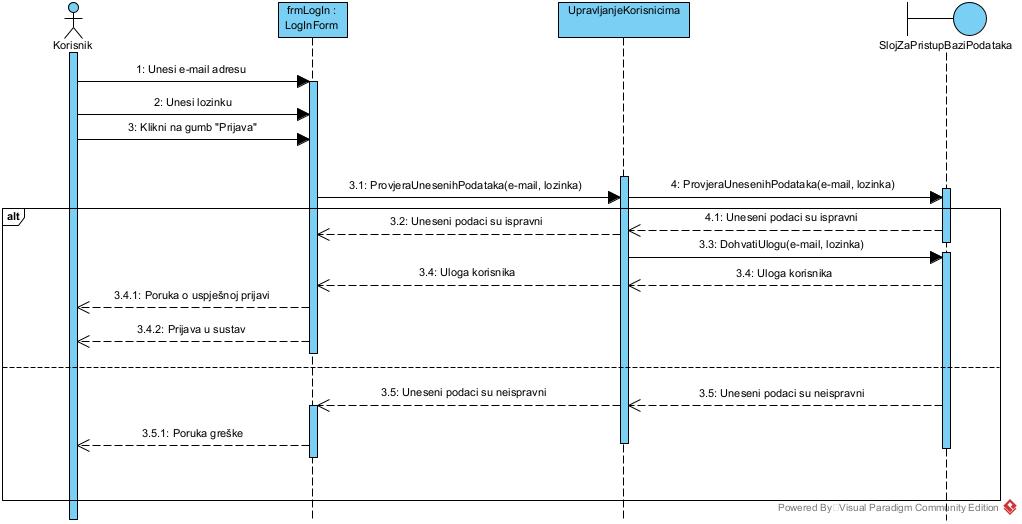 frmLogIn :
LogInForm
UpravljanjeKorisnicima
Korisnik
SlojZaPristupBaziPodataka
1: Unesi e-mail adresu
2: Unesi lozinku
3: Klikni na gumb "Prijava"
3.1: ProvjeraUnesenihPodataka(e-mail, lozinka)
4: ProvjeraUnesenihPodataka(e-mail, lozinka)
alt
3.2: Uneseni podaci su ispravni
4.1: Uneseni podaci su ispravni
3.3: DohvatiUlogu(e-mail, lozinka)
3.4: Uloga korisnika
3.4: Uloga korisnika
3.4.1: Poruka o uspješnoj prijavi
3.4.2: Prijava u sustav
3.5: Uneseni podaci su neispravni
3.5: Uneseni podaci su neispravni
3.5.1: Poruka greške
Powered By Visual Paradigm Community Edition